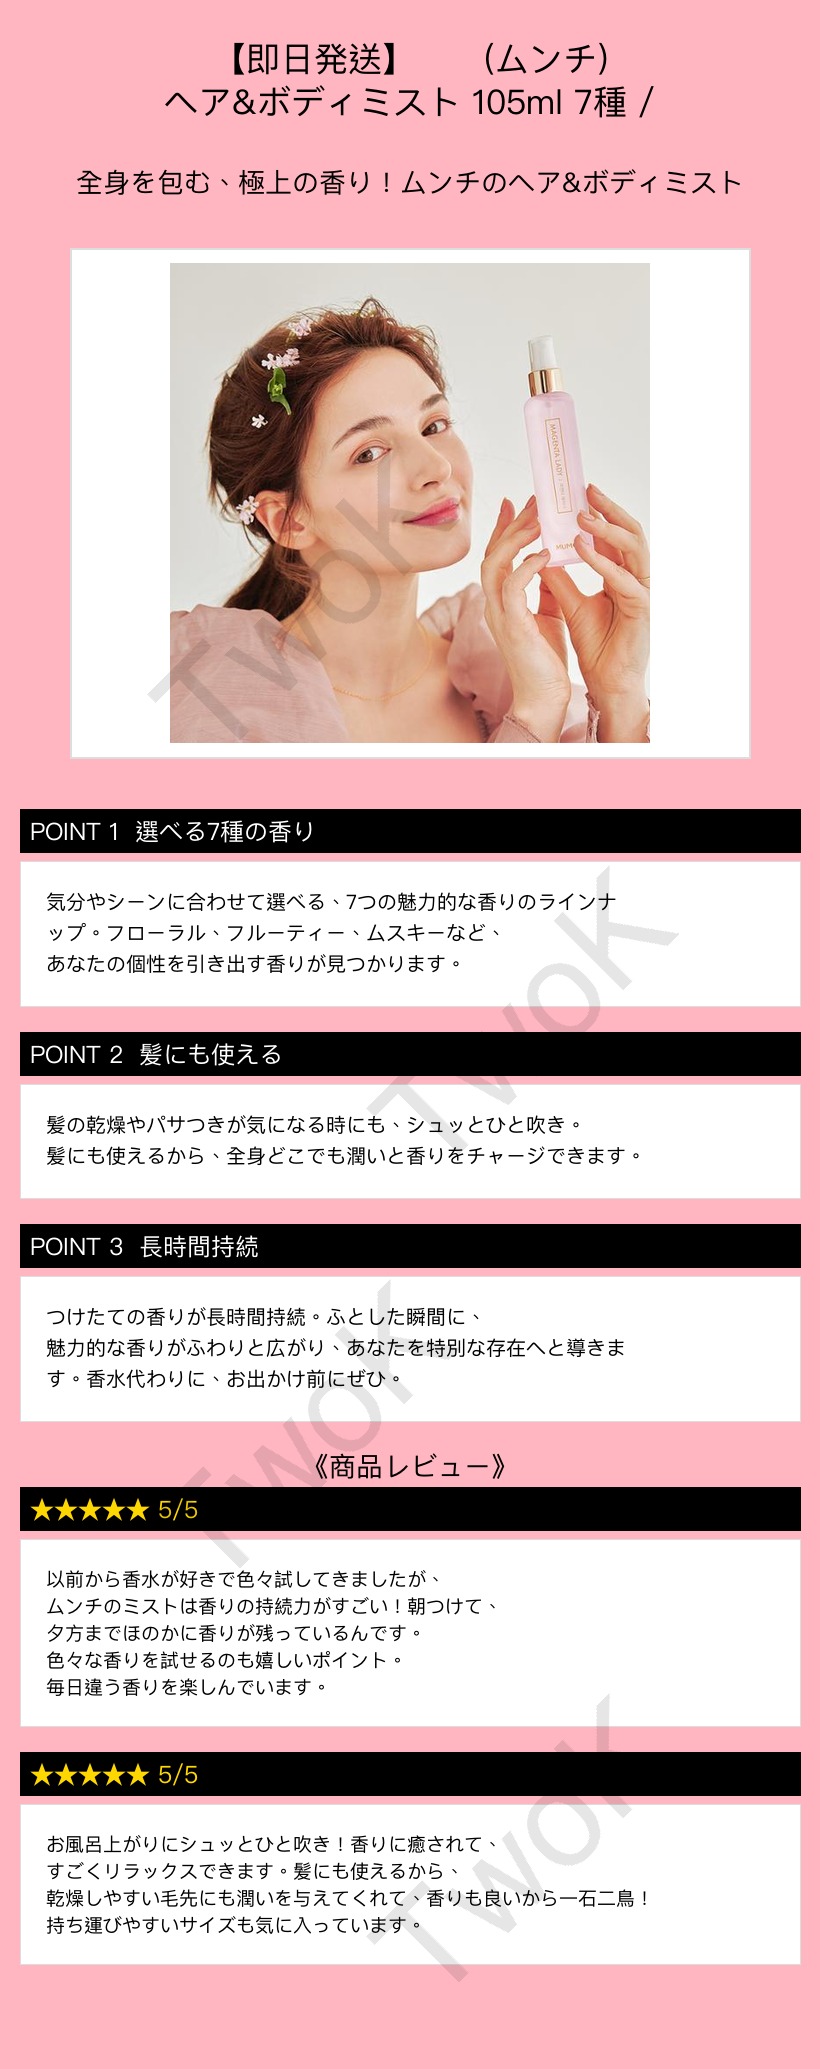 【即日発送】　　（ムンチ）
ヘア&ボディミスト 105ml 7種 /
全身を包む、極上の香り！ムンチのヘア&ボディミスト
MAGENTA LADY
TwoK
POINT 1 選べる7種の香り
気分やシーンに合わせて選べる、7つの魅力的な香りのラインナ
ップ。フローラル、フルーティー、ムスキーなど、
あなたの個性を引き出す香りが見つかります。
TwoK
POINT 2 髪にも使える
髪の乾燥やパサつきが気になる時にも、シュッとひと吹き。
髪にも使えるから、全身どこでも潤いと香りをチャージできます。
POINT 3 長時間持続
つけたての香りが長時間持続。ふとした瞬間に、
魅力的な香りがふわりと広がり、あなたを特別な存在へと導きま
す。香水代わりに、お出かけ前にぜひ。
TwoK
《商品レビュー》
★★★★★ 5/5
以前から香水が好きで色々試してきましたが、
ムンチのミストは香りの持続力がすごい！朝つけて、
夕方までほのかに香りが残っているんです。
色々な香りを試せるのも嬉しいポイント。
毎日違う香りを楽しんでいます。
★★★★★ 5/5
お風呂上がりにシュッとひと吹き！香りに癒されて、
すごくリラックスできます。髪にも使えるから、
乾燥しやすい毛先にも潤いを与えてくれて、香りも良いから一石二鳥！
持ち運びやすいサイズも気に入っています。
TwoK